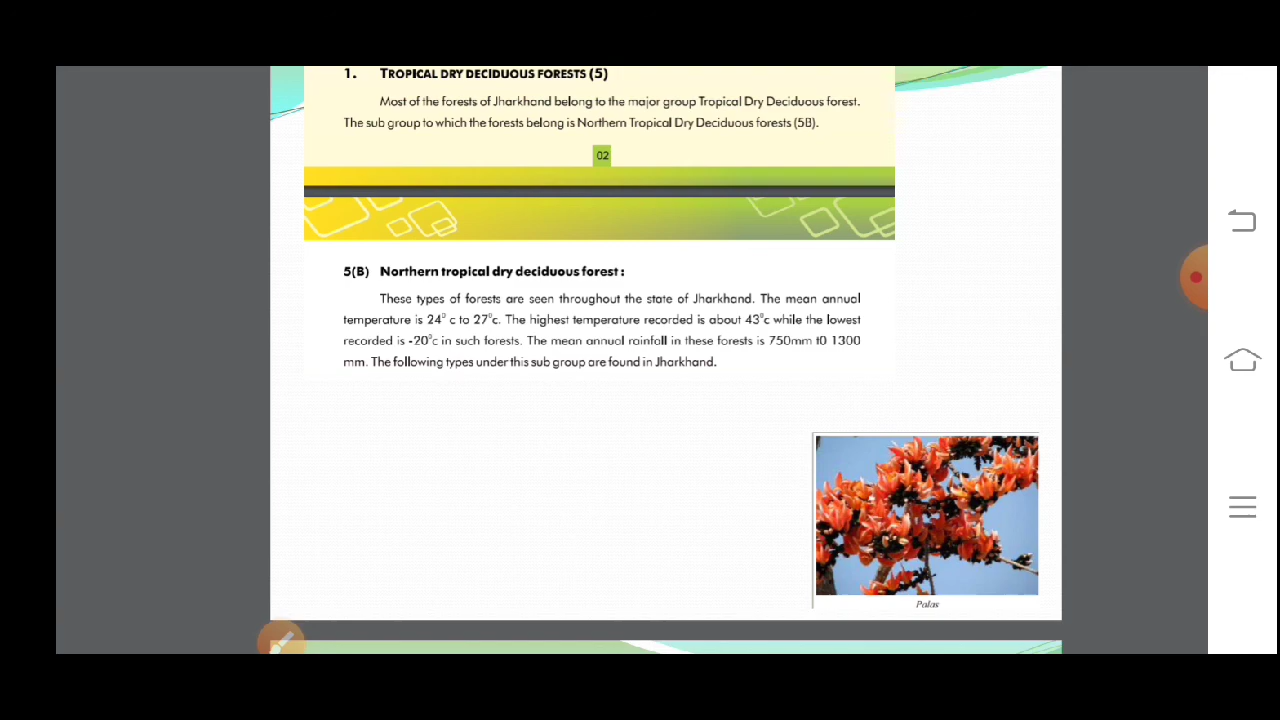 1. TROPICAL DRY DECIDUOUS FORESTS (5)
Most of the forests of Jharkhand belong to the major group Tropical Dry Deciduous forest.
The sub group to which the forests belong is Northern Tropical Dry Deciduous forests (5B).
02
5(B) Northern tropical dry deciduous forest :
These types of forests are seen throughout the state of Jharkhand. The mean annual
temperature is 24⁰ c to 27⁰c. The highest temperature recorded is about 43⁰c while the lowest
recorded is -20⁰c in such forests. The mean annual rainfall in these forests is 750mm t0 1300
mm. The following types under this sub group are found in Jharkhand.
Palas